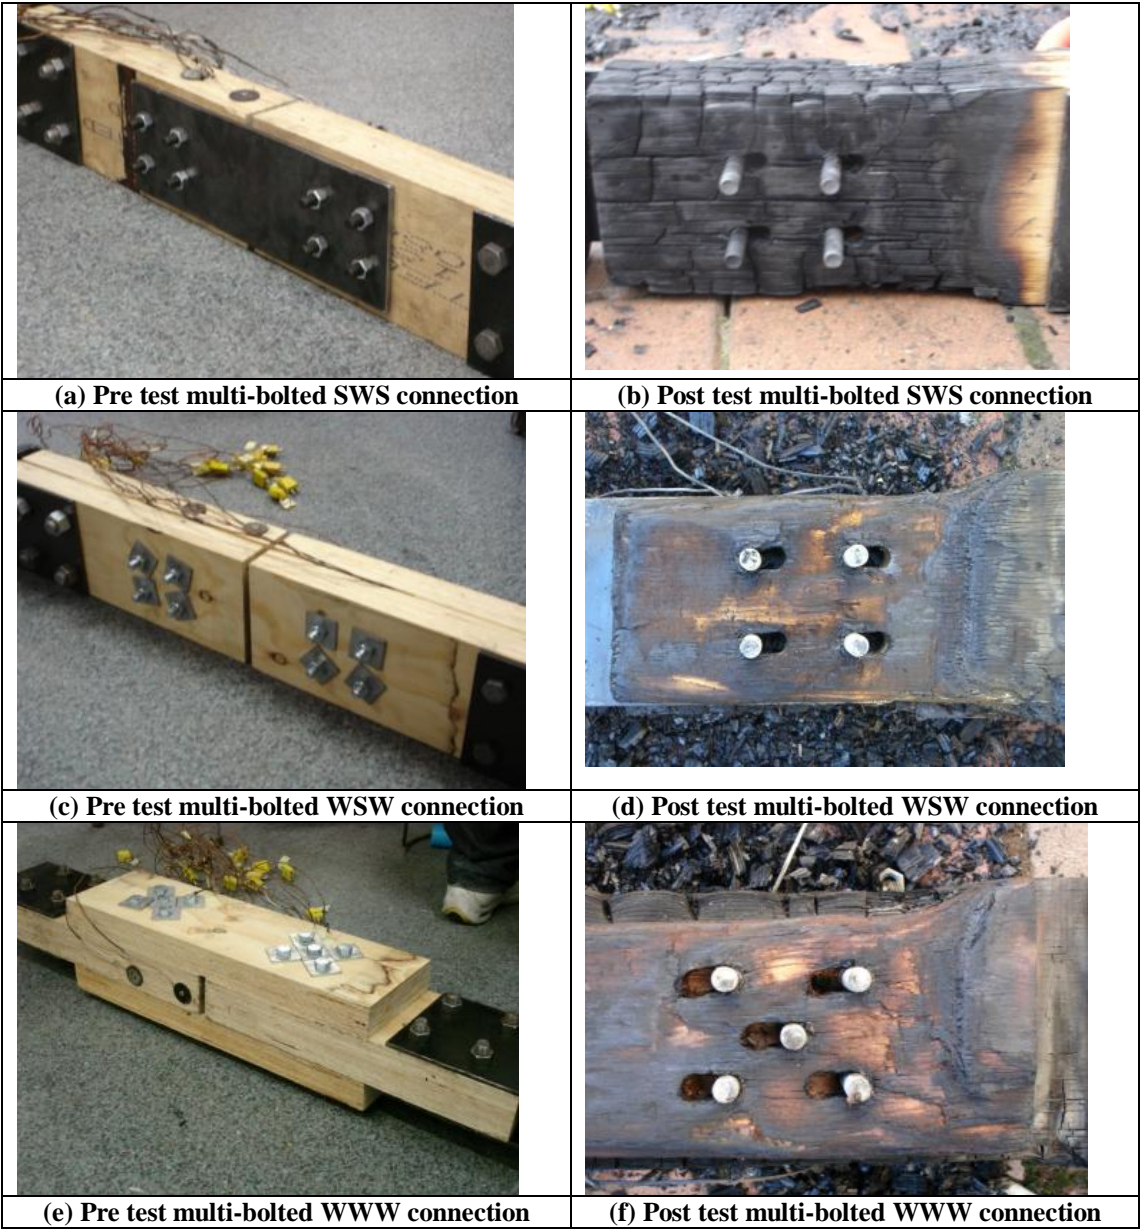 (a) Pre test multi-bolted SWS connection
(b) Post test multi-bolted SWS connection
(c) Pre test multi-bolted WSW connection
(d) Post test multi-bolted WSW connection
(e) Pre test multi-bolted WWW connection
(f) Post test multi-bolted WWW connection